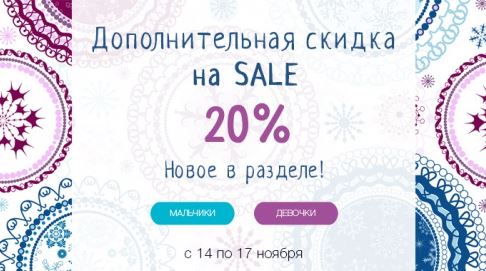 Дополнительная скидка
на SALE
20%
Новое в разделе!
МАЛЬЧИКИ ДЕВОЧКИ
с 14 по 17 ноября